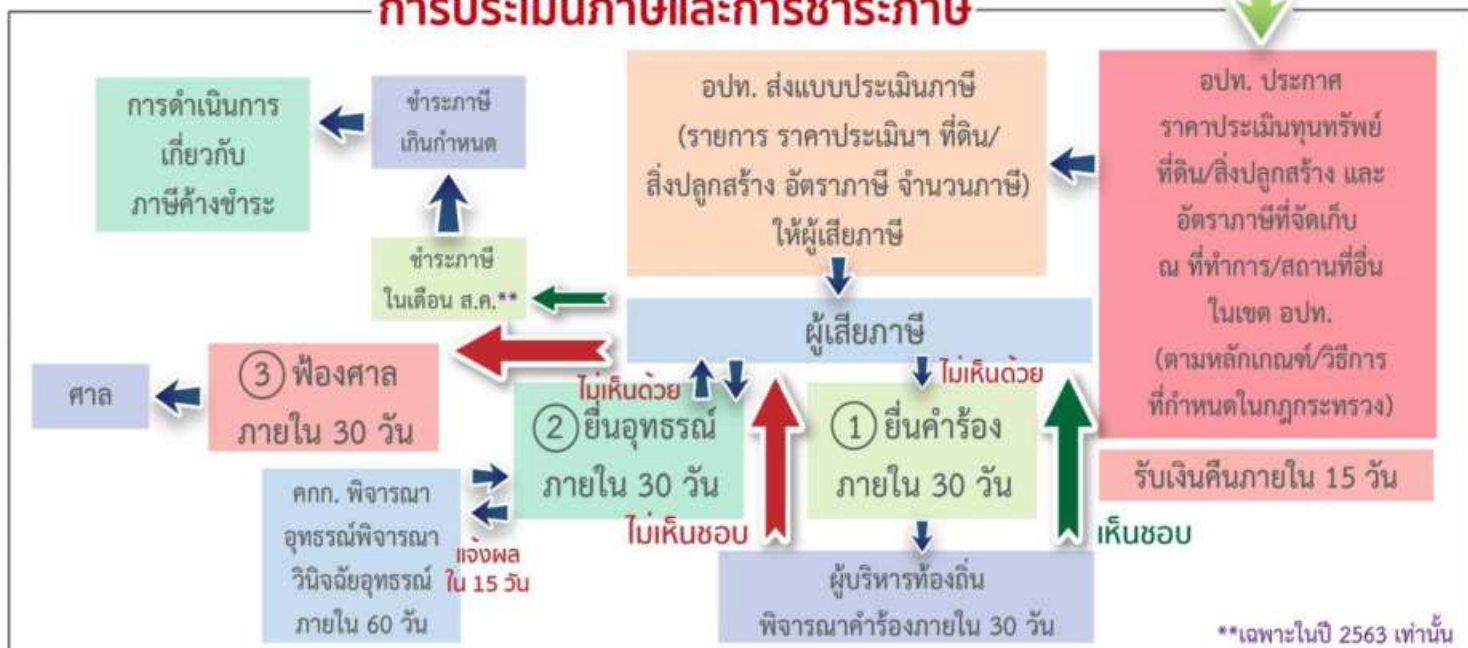 การประเมินภาษีและการชำระภาษี
อปท. ประกาศ
ราคาประเมินทุนทรัพย์
ที่ดิน/สิ่งปลูกสร้าง และ
อัตราภาษีที่จัดเก็บ
ณ ที่ทำการ/สถานที่อื่น
ในเขต อปท.
(ตามหลักเกณฑ์/วิธีการ
ที่กำหนดในกฎกระทรวง)
อปท. ส่งแบบประเมินภาษี
(รายการ ราคาประเมินฯ ที่ดิน/
สิ่งปลูกสร้าง อัตราภาษี จำนวนภาษี)
ให้ผู้เสียภาษี
ผู้เสียภาษี
ชำระภาษี
ในเดือน ส.ค.**
ชำระภาษี
เกินกำหนด
การดำเนินการ
เกี่ยวกับ
ภาษีค้างชำระ
ไม่เห็นด้วย
① ยื่นคำร้อง
ภายใน 30 วัน
ผู้บริหารท้องถิ่น
พิจารณาคำร้องภายใน 30 วัน
เห็นชอบ
รับเงินคืนภายใน 15 วัน
ไม่เห็นชอบ
ไม่เห็นด้วย
② ยื่นอุทธรณ์
ภายใน 30 วัน
คกก. พิจารณา
อุทธรณ์พิจารณา
วินิจฉัยอุทธรณ์
ภายใน 60 วัน
แจ้งผล
ใน 15 วัน
③ ฟ้องศาล
ภายใน 30 วัน
ศาล
**เฉพาะในปี 2563 เท่านั้น